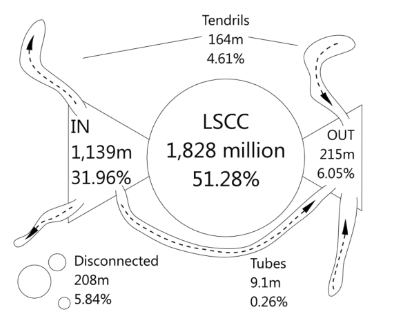 Tendrils
164m
4.61%
IN
1,139m
31.96%
LSCC
1,828 million
51.28%
OUT
215m
6.05%
Disconnected
208m
5.84%
Tubes
9.1m
0.26%